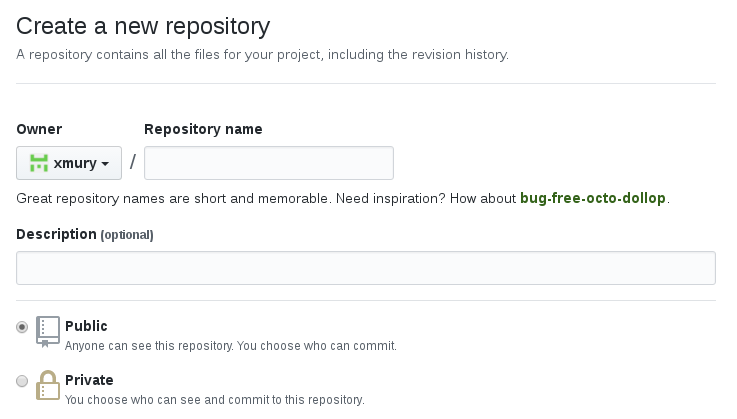 Create a new repository
A repository contains all the files for your project, including the revision history.
Owner Repository name
xmury /
Great repository names are short and memorable. Need inspiration? How about bug-free-octo-dollop.
Description (optional)
Public
Anyone can see this repository. You choose who can commit.
Private
You choose who can see and commit to this repository.